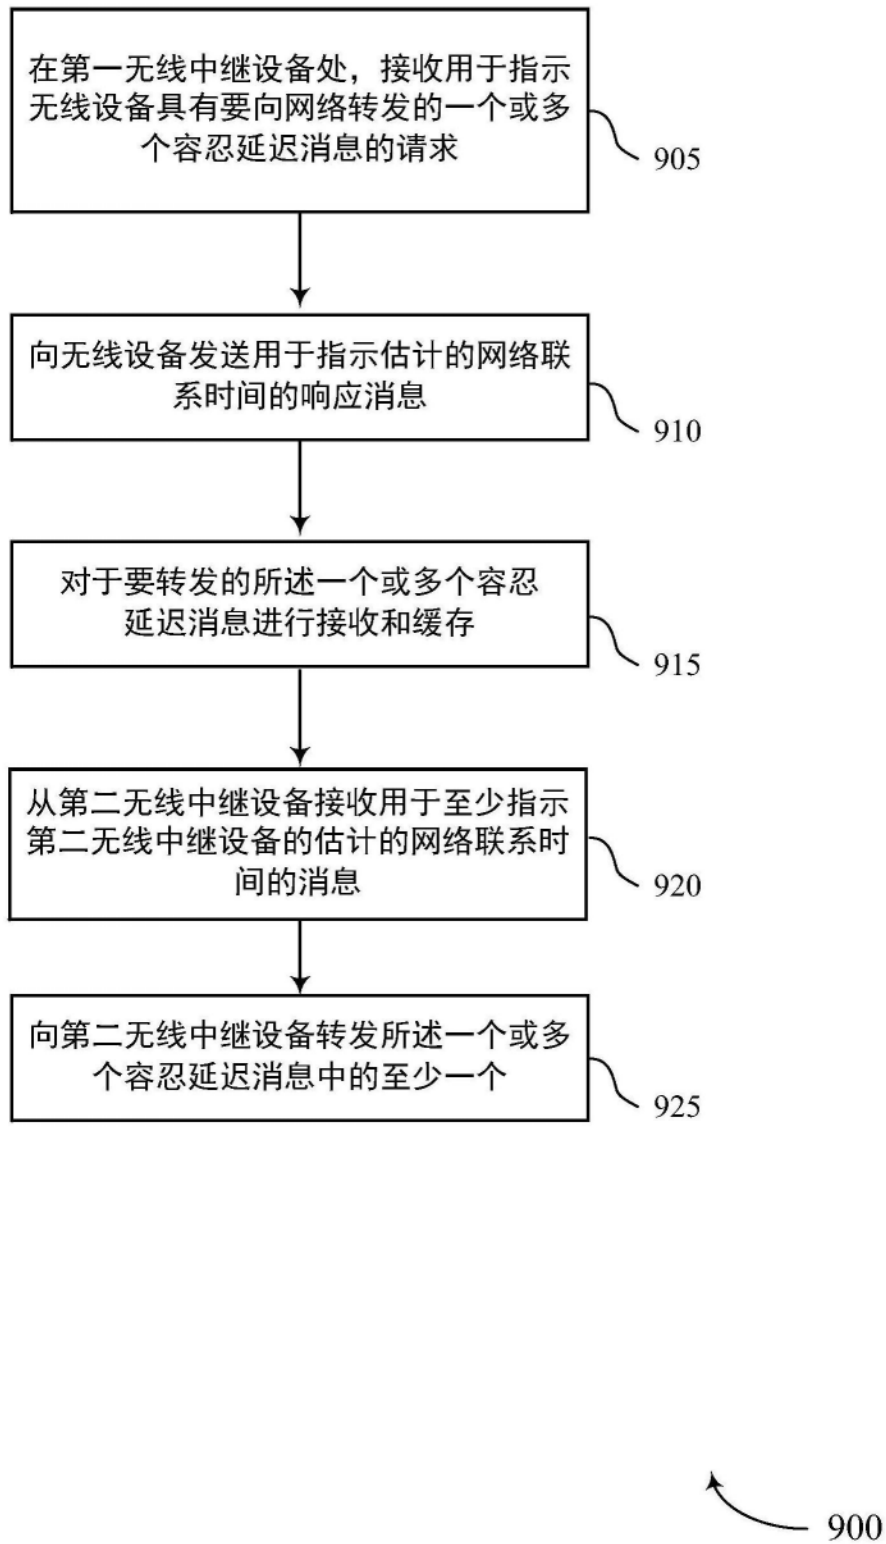 在第一无线中继设备处，接收用于指示
无线设备具有要向网络转发的一个或多
个容忍延迟消息的请求
905
向无线设备发送用于指示估计的网络联
系时间的响应消息
910
对于要转发的所述一个或多个容忍
延迟消息进行接收和缓存
915
从第二无线中继设备接收用于至少指示
第二无线中继设备的估计的网络联系时
间的消息
920
向第二无线中继设备转发所述一个或多
个容忍延迟消息中的至少一个
925
900